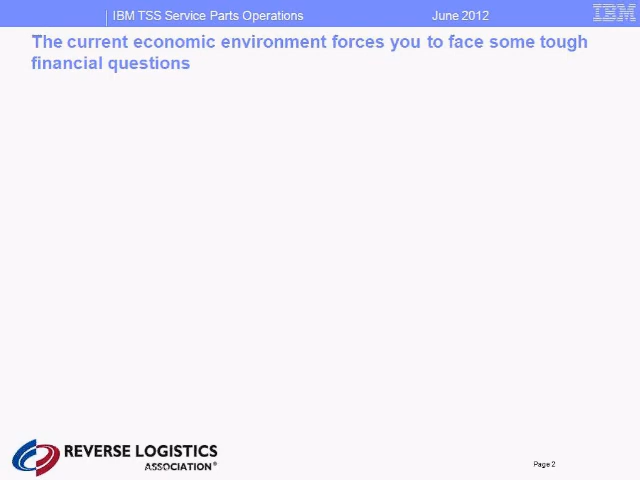 IBM TSS Service Parts Operations
June 2012
IBM
The current economic environment forces you to face some tough
financial questions
REVERSE LOGISTICS
ASSOCIATION®
Page 2